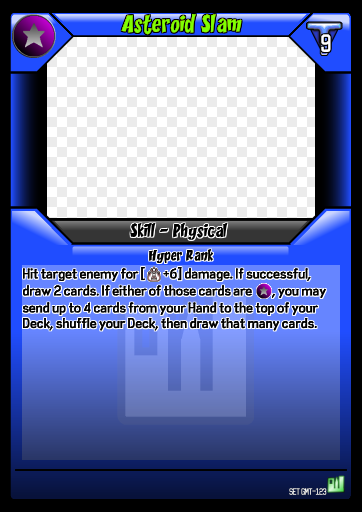 Asteroid Slam
9
Skill - Physical
Hyper Rank
Hit target enemy for [ +6] damage. If successful,
draw 2 cards. If either of those cards are , you may
send up to 4 cards from your Hand to the top of your
Deck, shuffle your Deck, then draw that many cards.
SET GMT-123